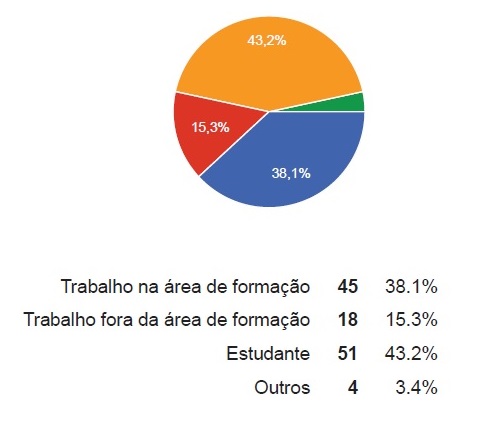 43,2%
15,3%
38,1%
Trabalho na área de formação 45 38.1%
Trabalho fora da área de formação 18 15.3%
Estudante 51 43.2%
Outros 4 3.4%